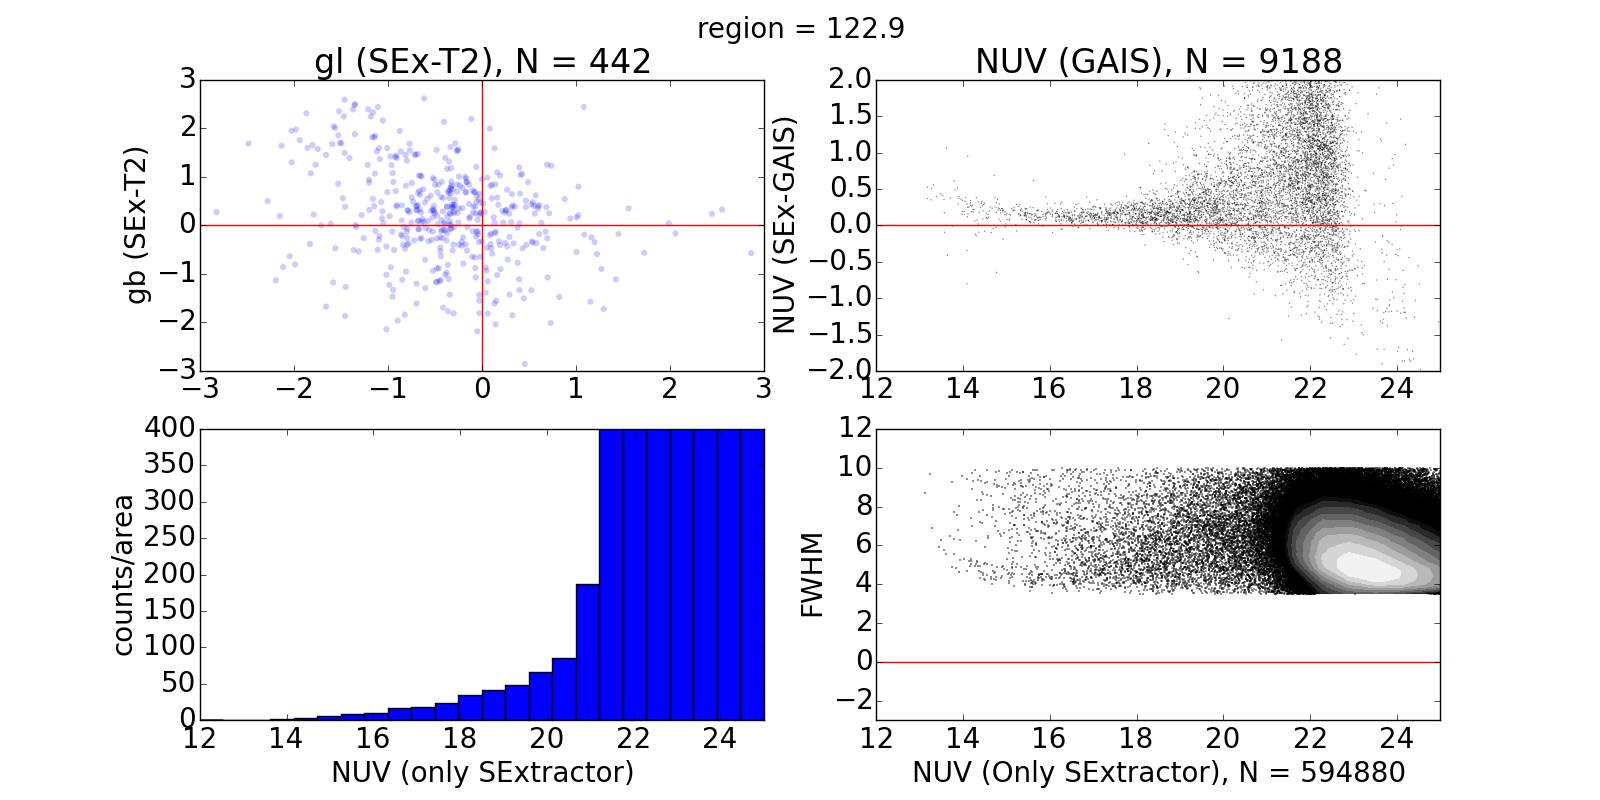 region = 122.9
gl (SEx-T2), N = 442
3
2
1
0
−1
−2
−3
gb (SEx-T2)
−3 −2 −1 0 1 2 3
NUV (GAIS), N = 9188
2.0
1.5
1.0
0.5
0.0
−0.5
−1.0
−1.5
−2.0
NUV (SEx-GAIS)
12 14 16 18 20 22 24
400
350
300
250
200
150
100
50
0
counts/area
12 14 16 18 20 22 24
NUV (only SExtractor)
12
10
8
6
4
2
0
−2
FWHM
12 14 16 18 20 22 24
NUV (Only SExtractor), N = 594880